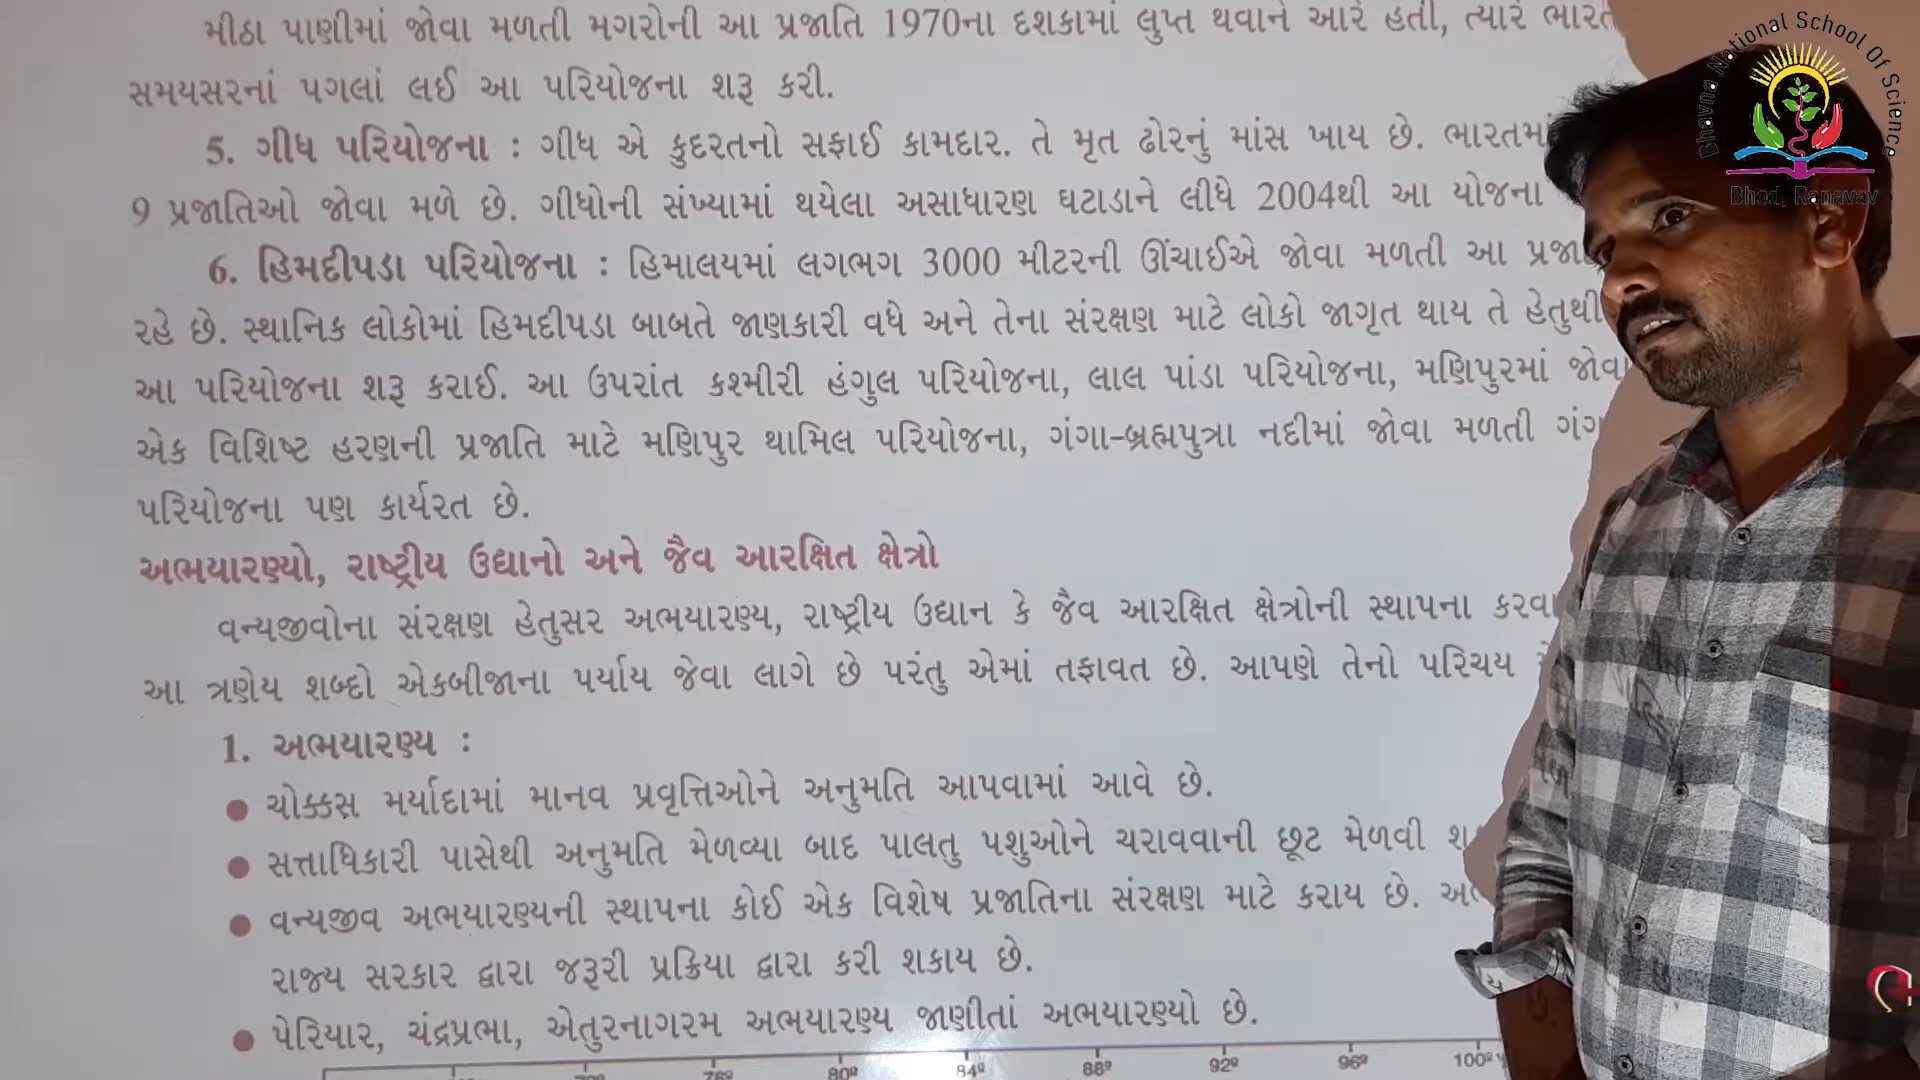 મીઠા પાણીમાં જોવા મળતી મગરોની આ પ્રજાતિ 1970ના દશકામાં લુપ્ત થવાને આરે હતી, ત્યારે
સમયસરનાં પગલાં લઈ આ પરિયોજના શરૂ કરી.
5. ગીધ પરિયોજના : ગીધ એ કુદરતનો સફાઈ કામદાર. તે મૃત ઢોરનું માંસ ખાય છે. ભારતમાં
9 પ્રજાતિઓ જોવા મળે છે. ગીધોની સંખ્યામાં થયેલા અસાધારણ ઘટાડાને લીધે 2004થી આ યોજના
6. હિમદીપડા પરિયોજના : હિમાલયમાં લગભગ 3000 મીટરની ઊંચાઈએ જોવા મળતી આ
રહે છે. સ્થાનિક લોકોમાં હિમદીપડા બાબતે જાણકારી વધે અને તેના સંરક્ષણ માટે લોકો જાગૃત થાય તે હેતુથી
આ પરિયોજના શરૂ કરાઈ. આ ઉપરાંત કશ્મીરી હંગુલ પરિયોજના, લાલ પાંડા પરિયોજના, મણિપુરમાં
એક વિશિષ્ટ હરણની પ્રજાતિ માટે મણિપુર થામિલ પરિયોજના, ગંગા-બ્રહ્મપુત્રા નદીમાં જોવા મળતી
પરિયોજના પણ કાર્યરત છે.
અભયારણ્યો, રાષ્ટ્રીય ઉદ્યાનો અને જૈવ આરક્ષિત ક્ષેત્રો
વન્યજીવોના સંરક્ષણ હેતુસર અભયારણ્ય, રાષ્ટ્રીય ઉદ્યાન કે જૈવ આરક્ષિત ક્ષેત્રોની સ્થાપના
આ ત્રણેય શબ્દો એકબીજાના પર્યાય જેવા લાગે છે પરંતુ એમાં તફાવત છે. આપણે તેનો પરિચય
1. અભયારણ્ય :
● ચોક્કસ મર્યાદામાં માનવ પ્રવૃત્તિઓને અનુમતિ આપવામાં આવે છે.
● સત્તાધિકારી પાસેથી અનુમતિ મેળવ્યા બાદ પાલતુ પશુઓને ચરાવવાની છૂટ મેળવી
● વન્યજીવ અભયારણ્યની સ્થાપના કોઈ એક વિશેષ પ્રજાતિના સંરક્ષણ માટે કરાય છે.
રાજ્ય સરકાર દ્વારા જરૂરી પ્રક્રિયા દ્વારા કરી શકાય છે.
● પેરિયાર, ચંદ્રપ્રભા, એતુરનાગરમ અભયારણ્ય જાણીતાં અભયારણ્યો છે.
76º 80º 84º 88º 92º 96º 100º
Bhavna National School Of Science
Bhod, Ranavav